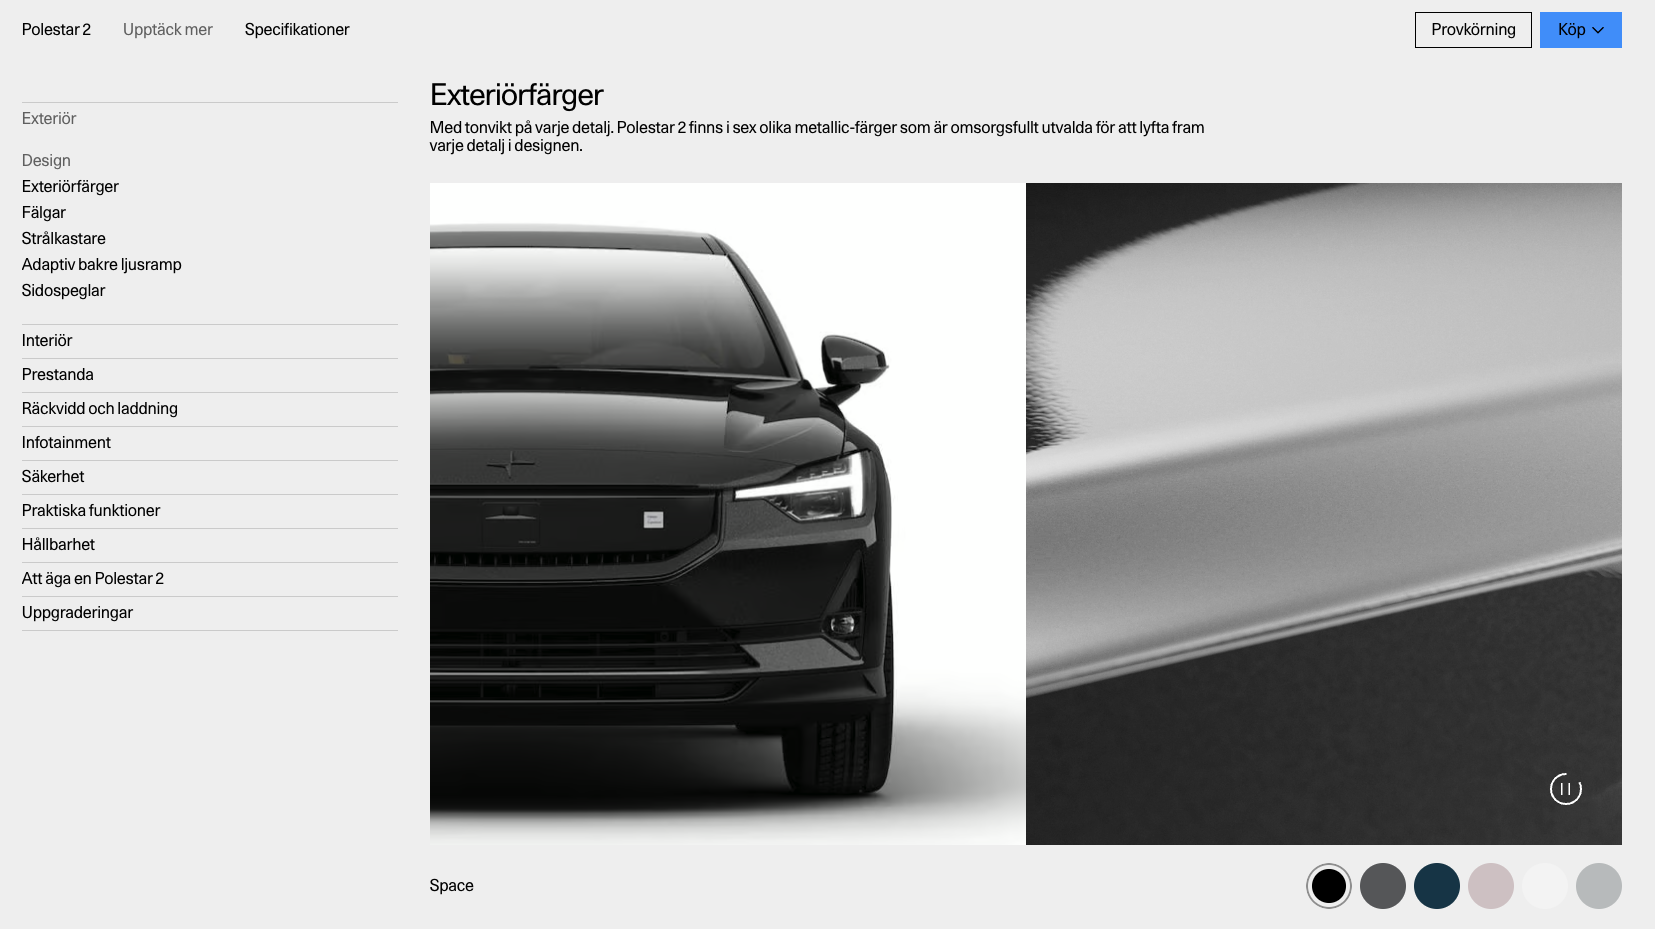 Polestar 2
Upptäck mer
Specifikationer
Provkörning
Köp
Exteriör
Design
Exteriörfärger
Fälgar
Strålkastare
Adaptiv bakre ljusramp
Sidospeglar
Interiör
Prestanda
Räckvidd och laddning
Infotainment
Säkerhet
Praktiska funktioner
Hållbarhet
Att äga en Polestar 2
Uppgraderingar
Exteriörfärger
Med tonvikt på varje detalj. Polestar 2 finns i sex olika metallic-färger som är omsorgsfullt utvalda för att lyfta fram
varje detalj i designen.
Space